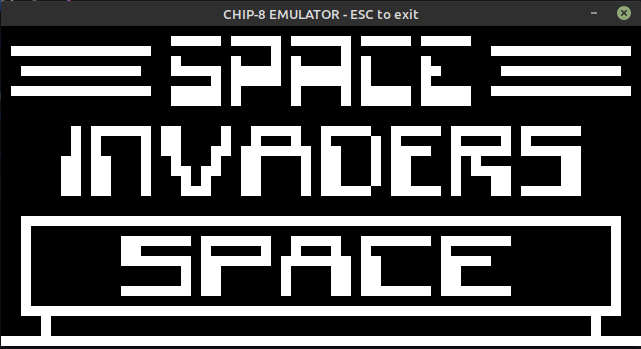 CHIP-8 EMULATOR - ESC to exit
SPACE
INVADERS
SPACE